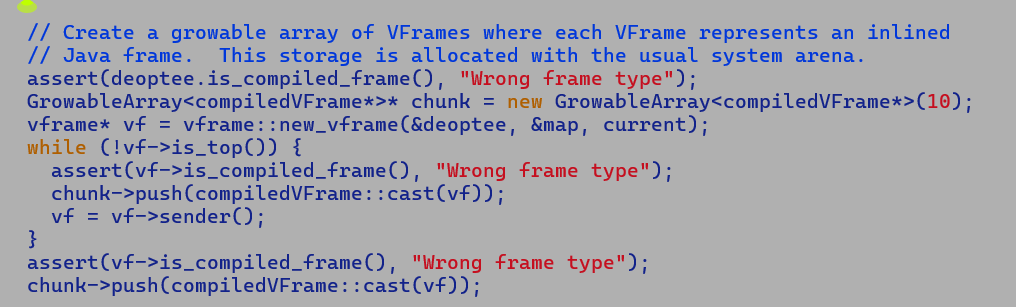 // Create a growable array of VFrames where each VFrame represents an inlined
// Java frame.  This storage is allocated with the usual system arena.
assert(deoptee.is_compiled_frame(), "Wrong frame type");
GrowableArray<compiledVFrame*>* chunk = new GrowableArray<compiledVFrame*>(10);
vframe* vf = vframe::new_vframe(&deoptee, &map, current);
while (!vf->is_top()) {
  assert(vf->is_compiled_frame(), "Wrong frame type");
  chunk->push(compiledVFrame::cast(vf));
  vf = vf->sender();
}
assert(vf->is_compiled_frame(), "Wrong frame type");
chunk->push(compiledVFrame::cast(vf));